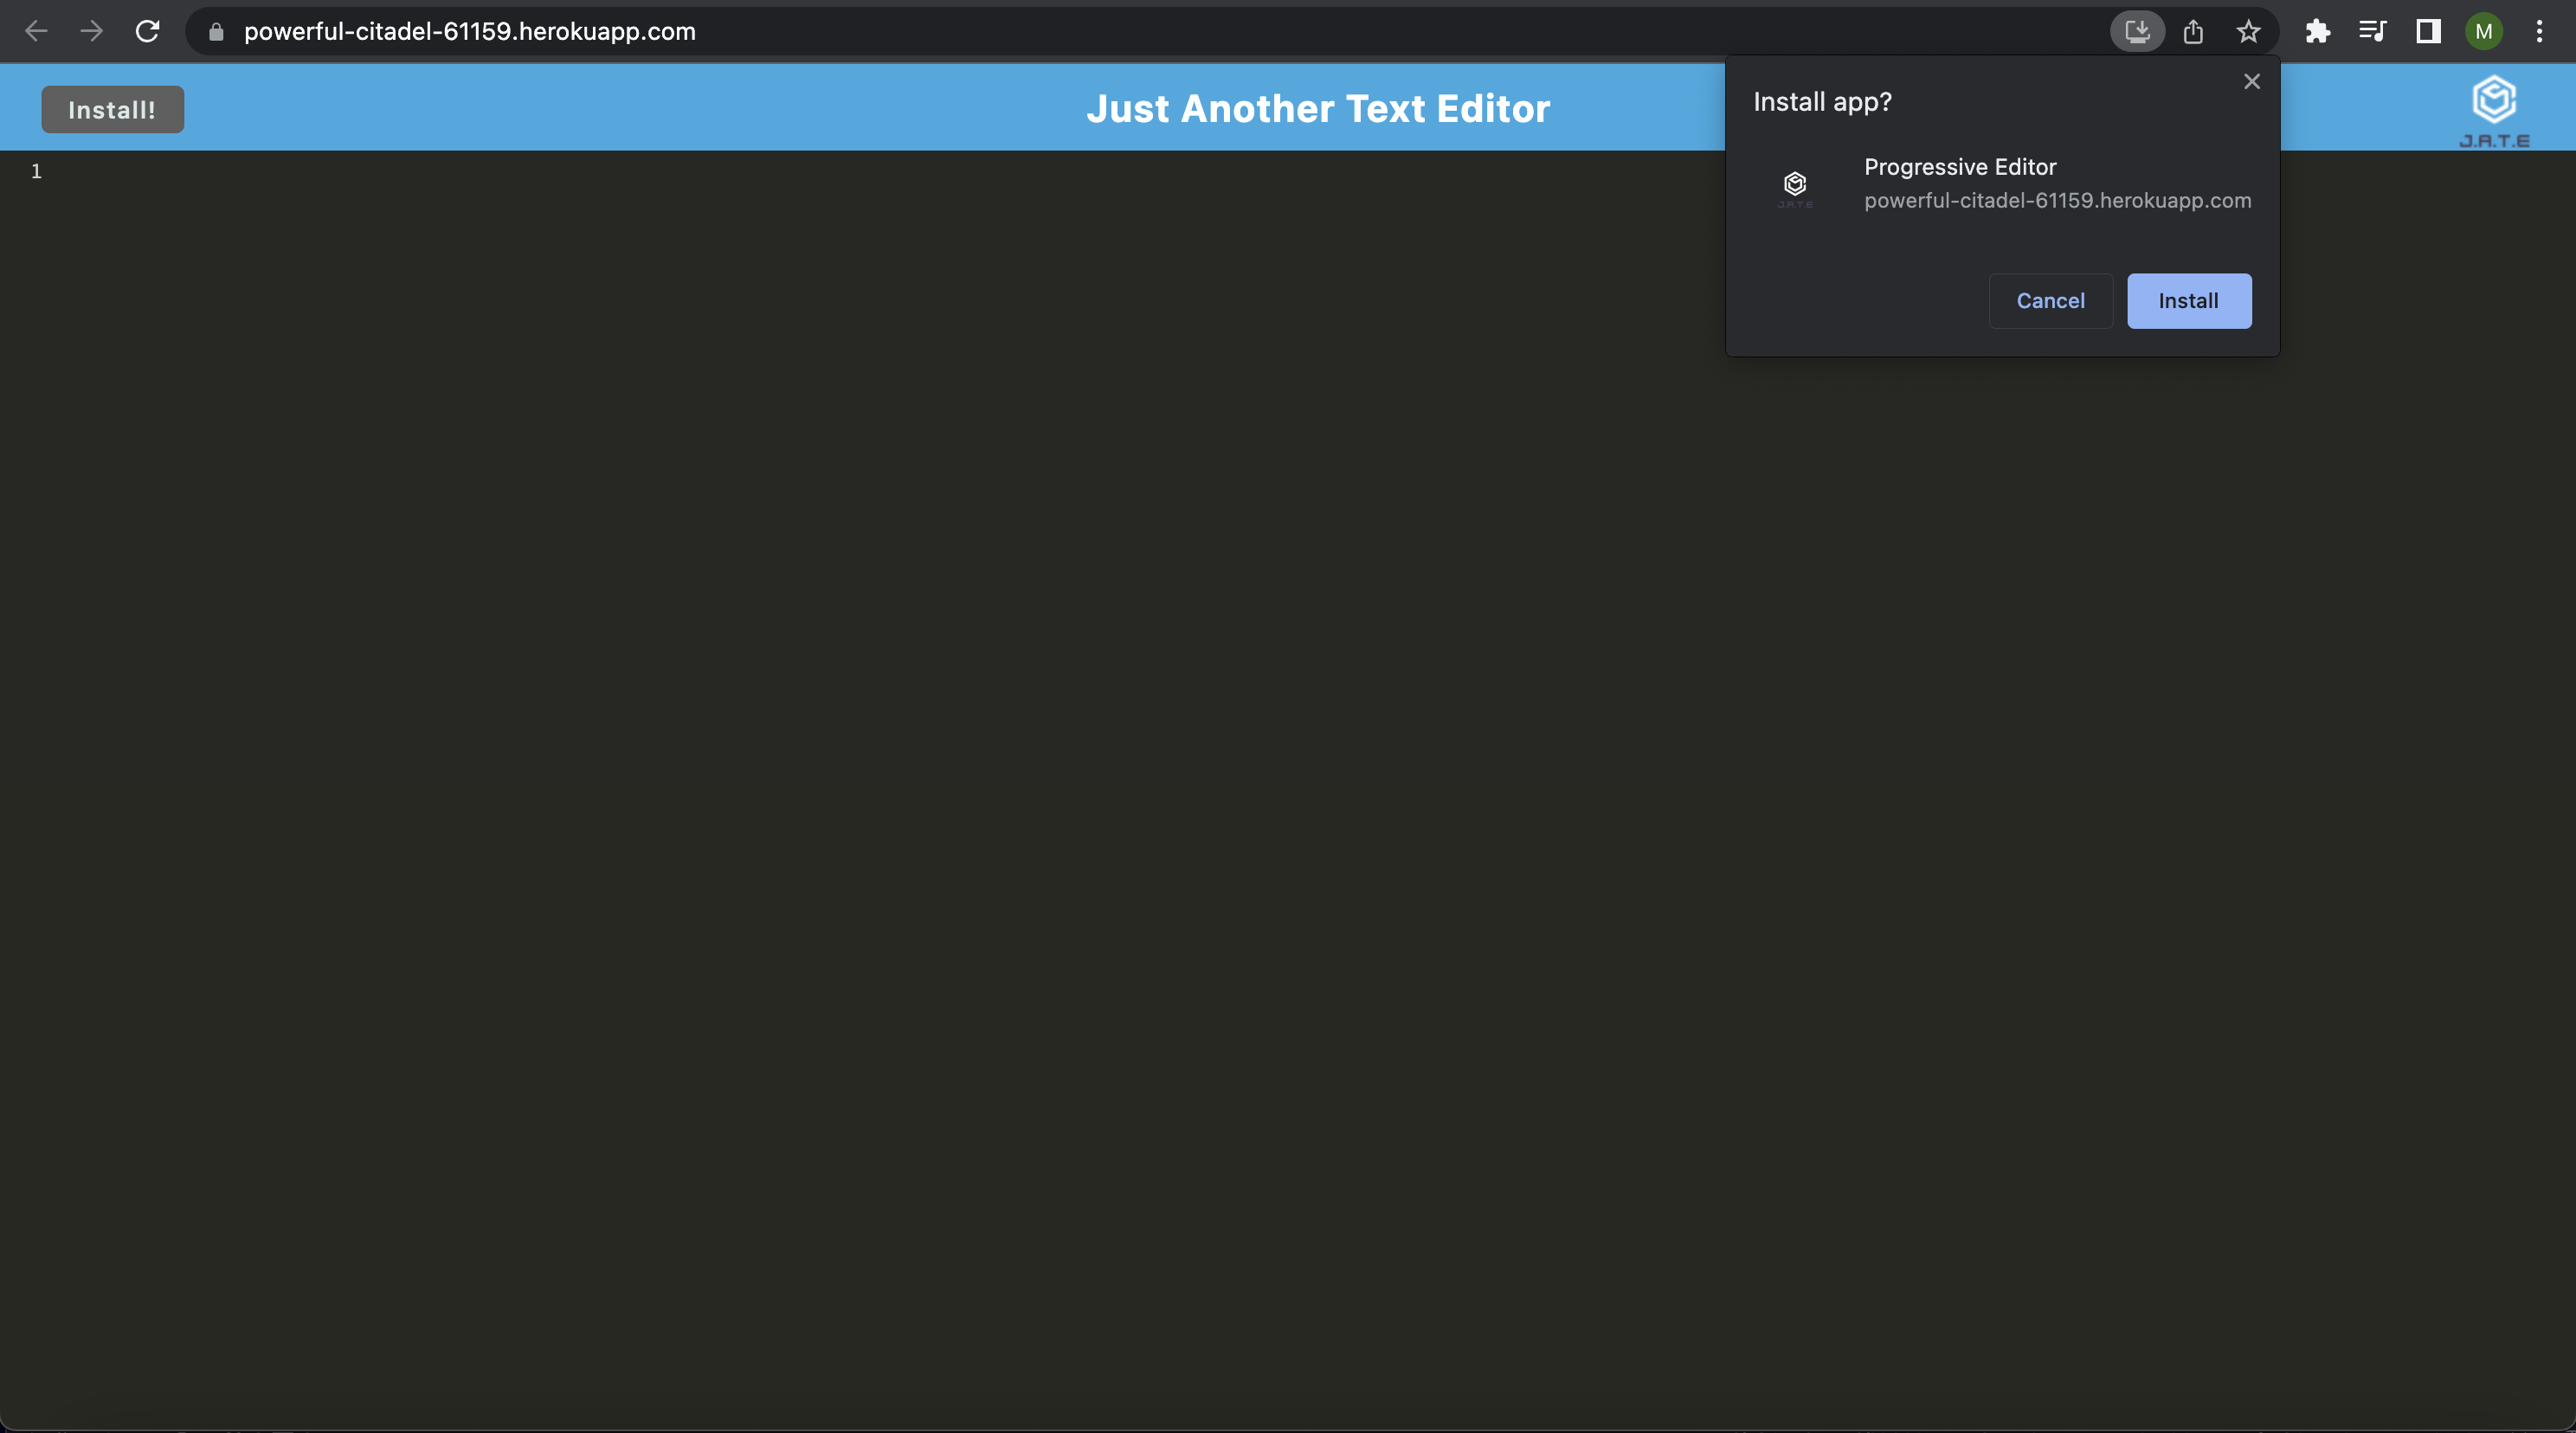 powerful-citadel-61159.herokuapp.com
M
Install!
Just Another Text Editor
J.A.T.E
1
Install app?
Progressive Editor
J.A.T.E
powerful-citadel-61159.herokuapp.com
Cancel
Install